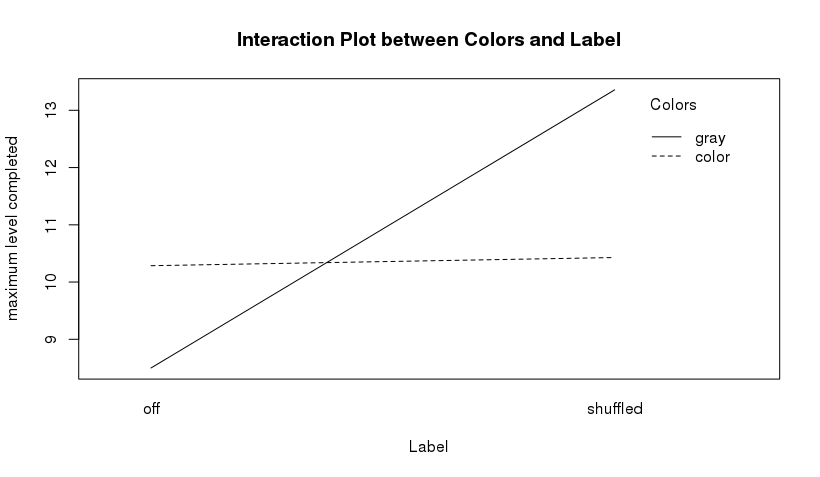 Interaction Plot between Colors and Label
maximum level completed
13
12
11
10
9
Colors
gray
color
off
shuffled
Label